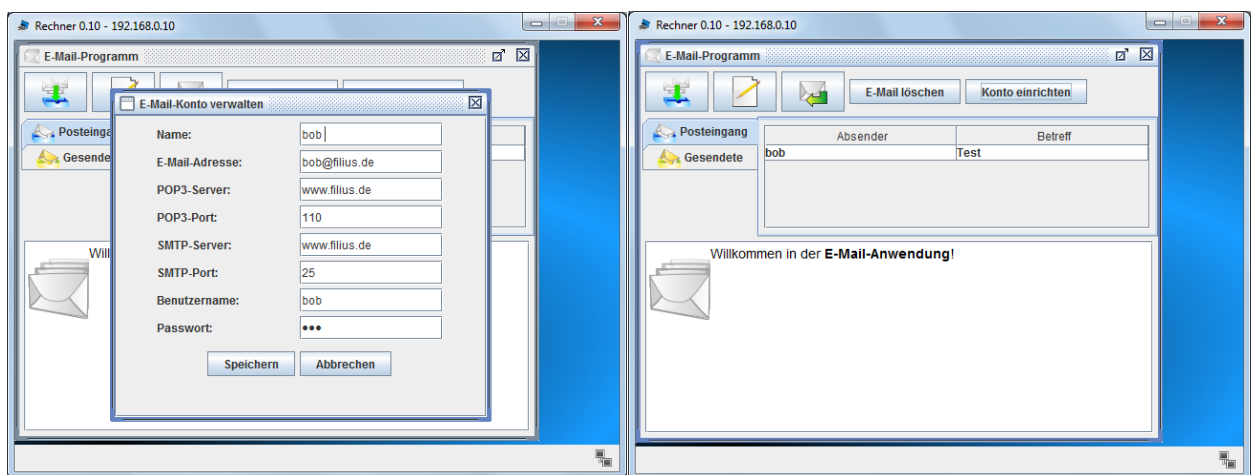 Rechner 0.10 - 192.168.0.10
E-Mail-Programm
E-Mail-Konto verwalten
Posteinga
Gesende
Name: bob
E-Mail-Adresse: bob@filius.de
POP3-Server: www.filius.de
POP3-Port: 110
SMTP-Server: www.filius.de
SMTP-Port: 25
Benutzername: bob
Passwort: •••
Speichern Abbrechen
Will
Rechner 0.10 - 192.168.0.10
E-Mail-Programm
E-Mail löschen Konto einrichten
Posteingang
Gesendete
Absender Betreff
bob Test
Willkommen in der E-Mail-Anwendung!